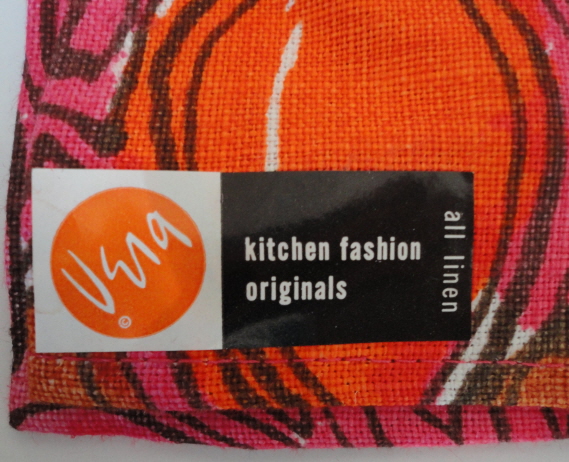 Vera
©
kitchen fashion
originals
all linen